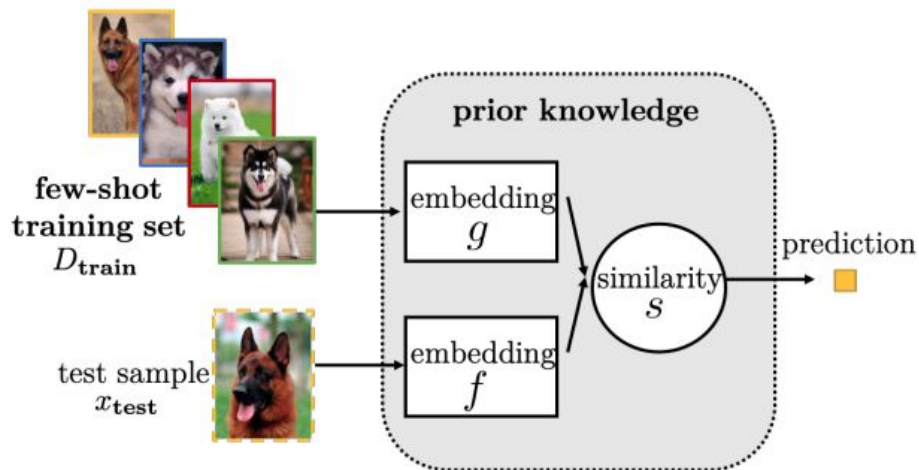 prior knowledge
few-shot
training set
D_train
embedding
g
similarity
s
prediction
test sample
x_test
embedding
f